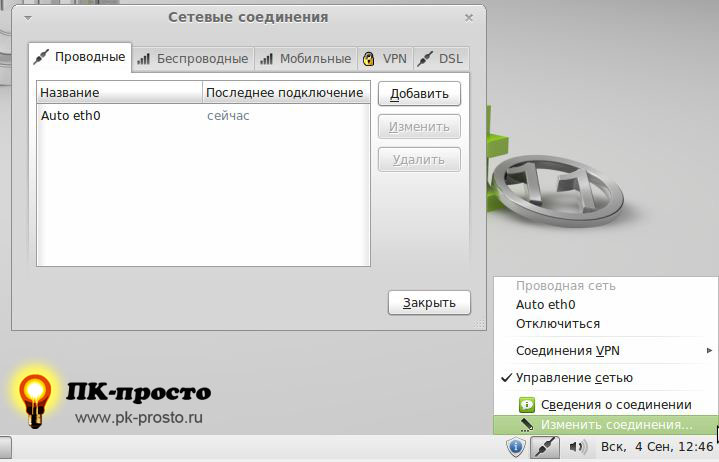 Сетевые соединения
Проводные Беспроводные Мобильные VPN DSL
Название Последнее подключение
Auto eth0 сейчас
Добавить
Изменить
Удалить
Закрыть
11
Проводная сеть
Auto eth0
Отключиться
Соединения VPN
Управление сетью
Сведения о соединении
Изменить соединения...
ПК-просто
www.pk-prosto.ru
Вск, 4 Сен, 12:46